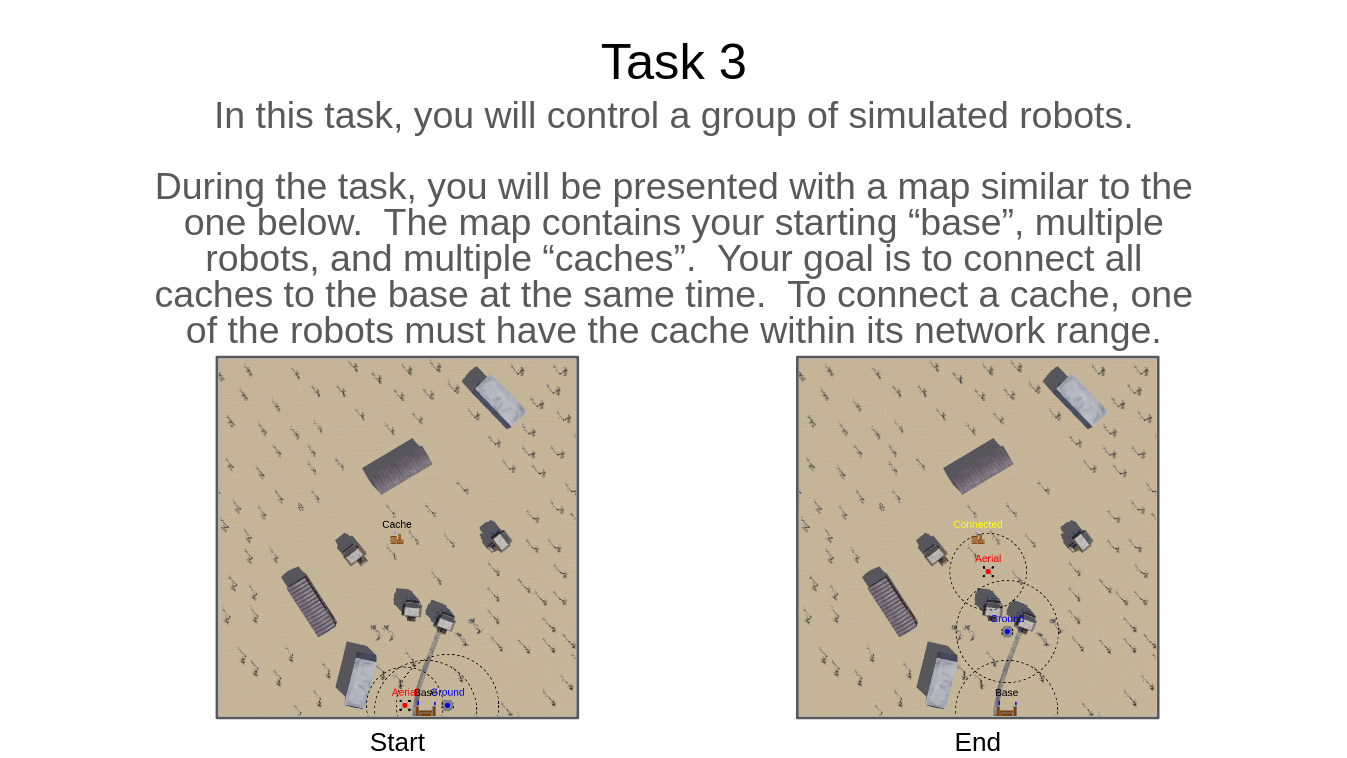 Task 3
In this task, you will control a group of simulated robots.
During the task, you will be presented with a map similar to the
one below.  The map contains your starting “base”, multiple
robots, and multiple “caches”.  Your goal is to connect all
caches to the base at the same time.  To connect a cache, one
of the robots must have the cache within its network range.
Cache
Aerial Base Ground
Connected
Aerial
Ground
Base
Start
End